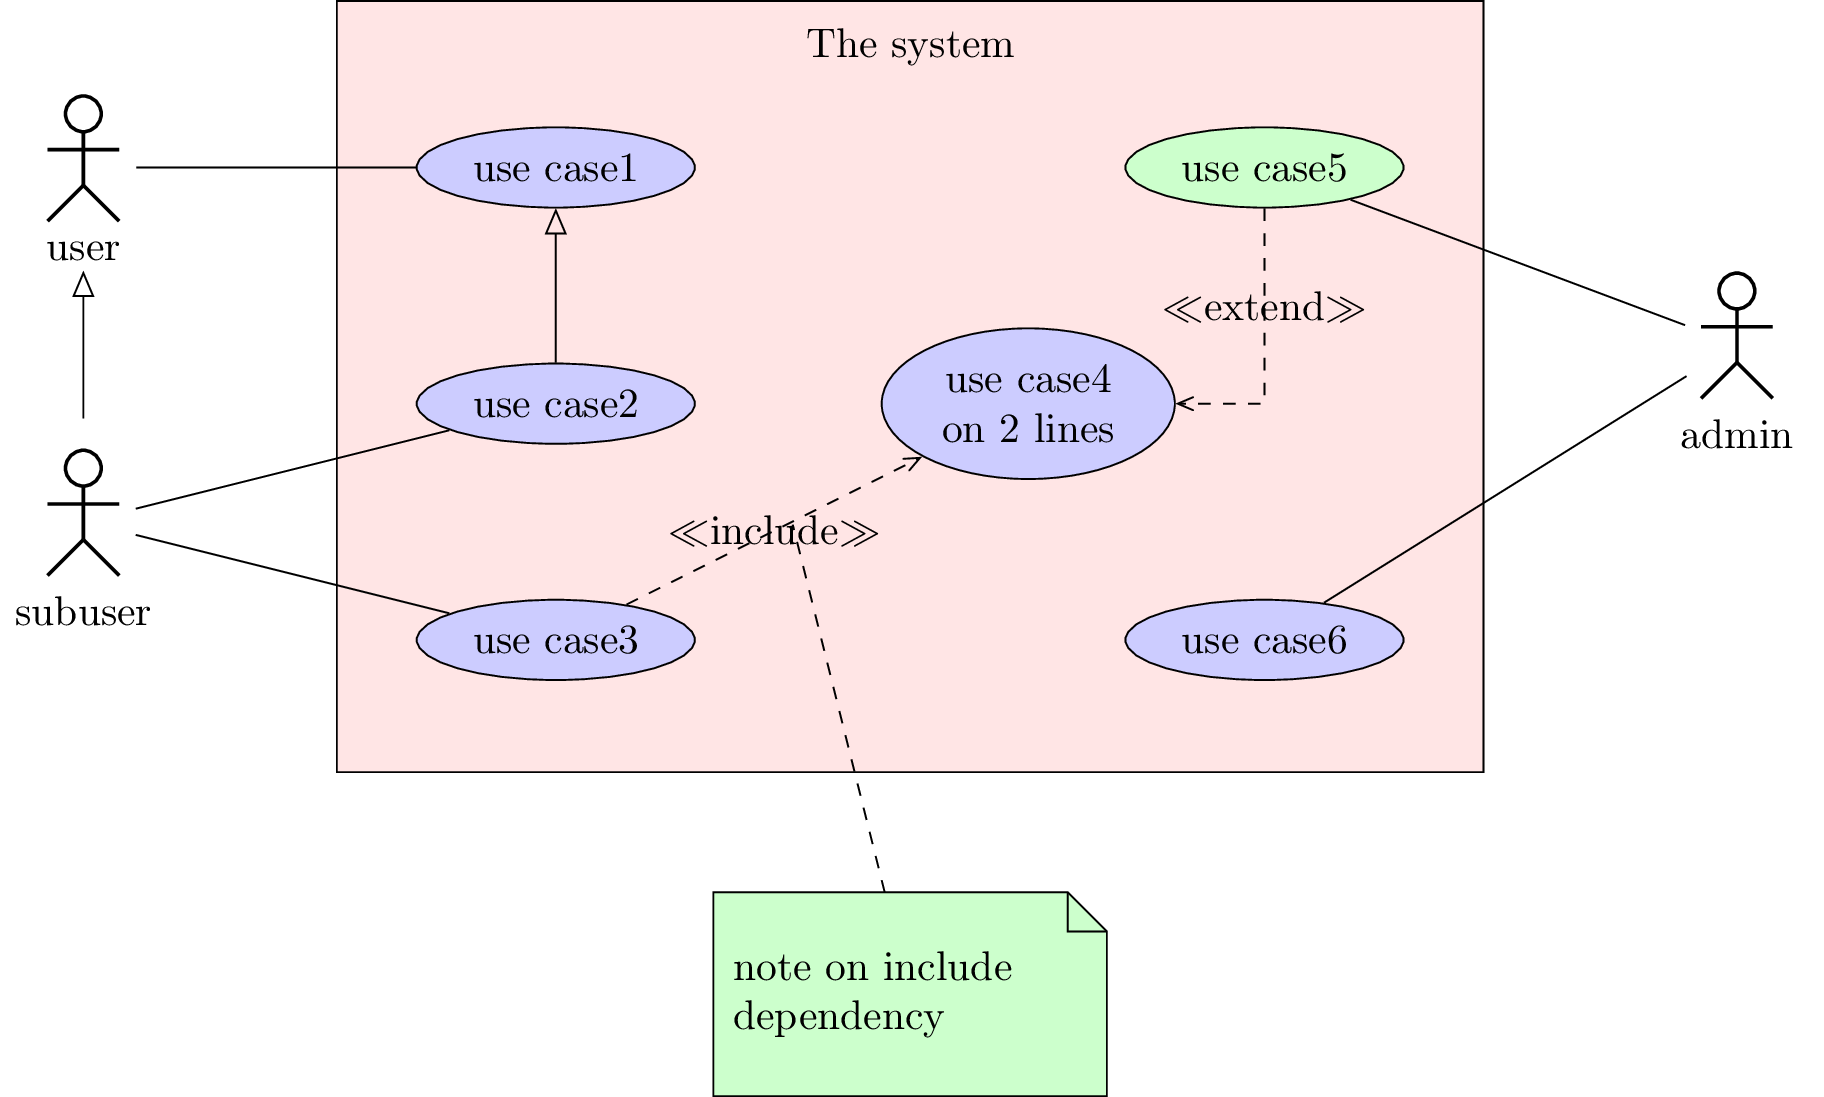 The system
user
use case1
use case5
≪extend≫
use case2
use case4
on 2 lines
admin
≪include≫
subuser
use case3
use case6
note on include
dependency